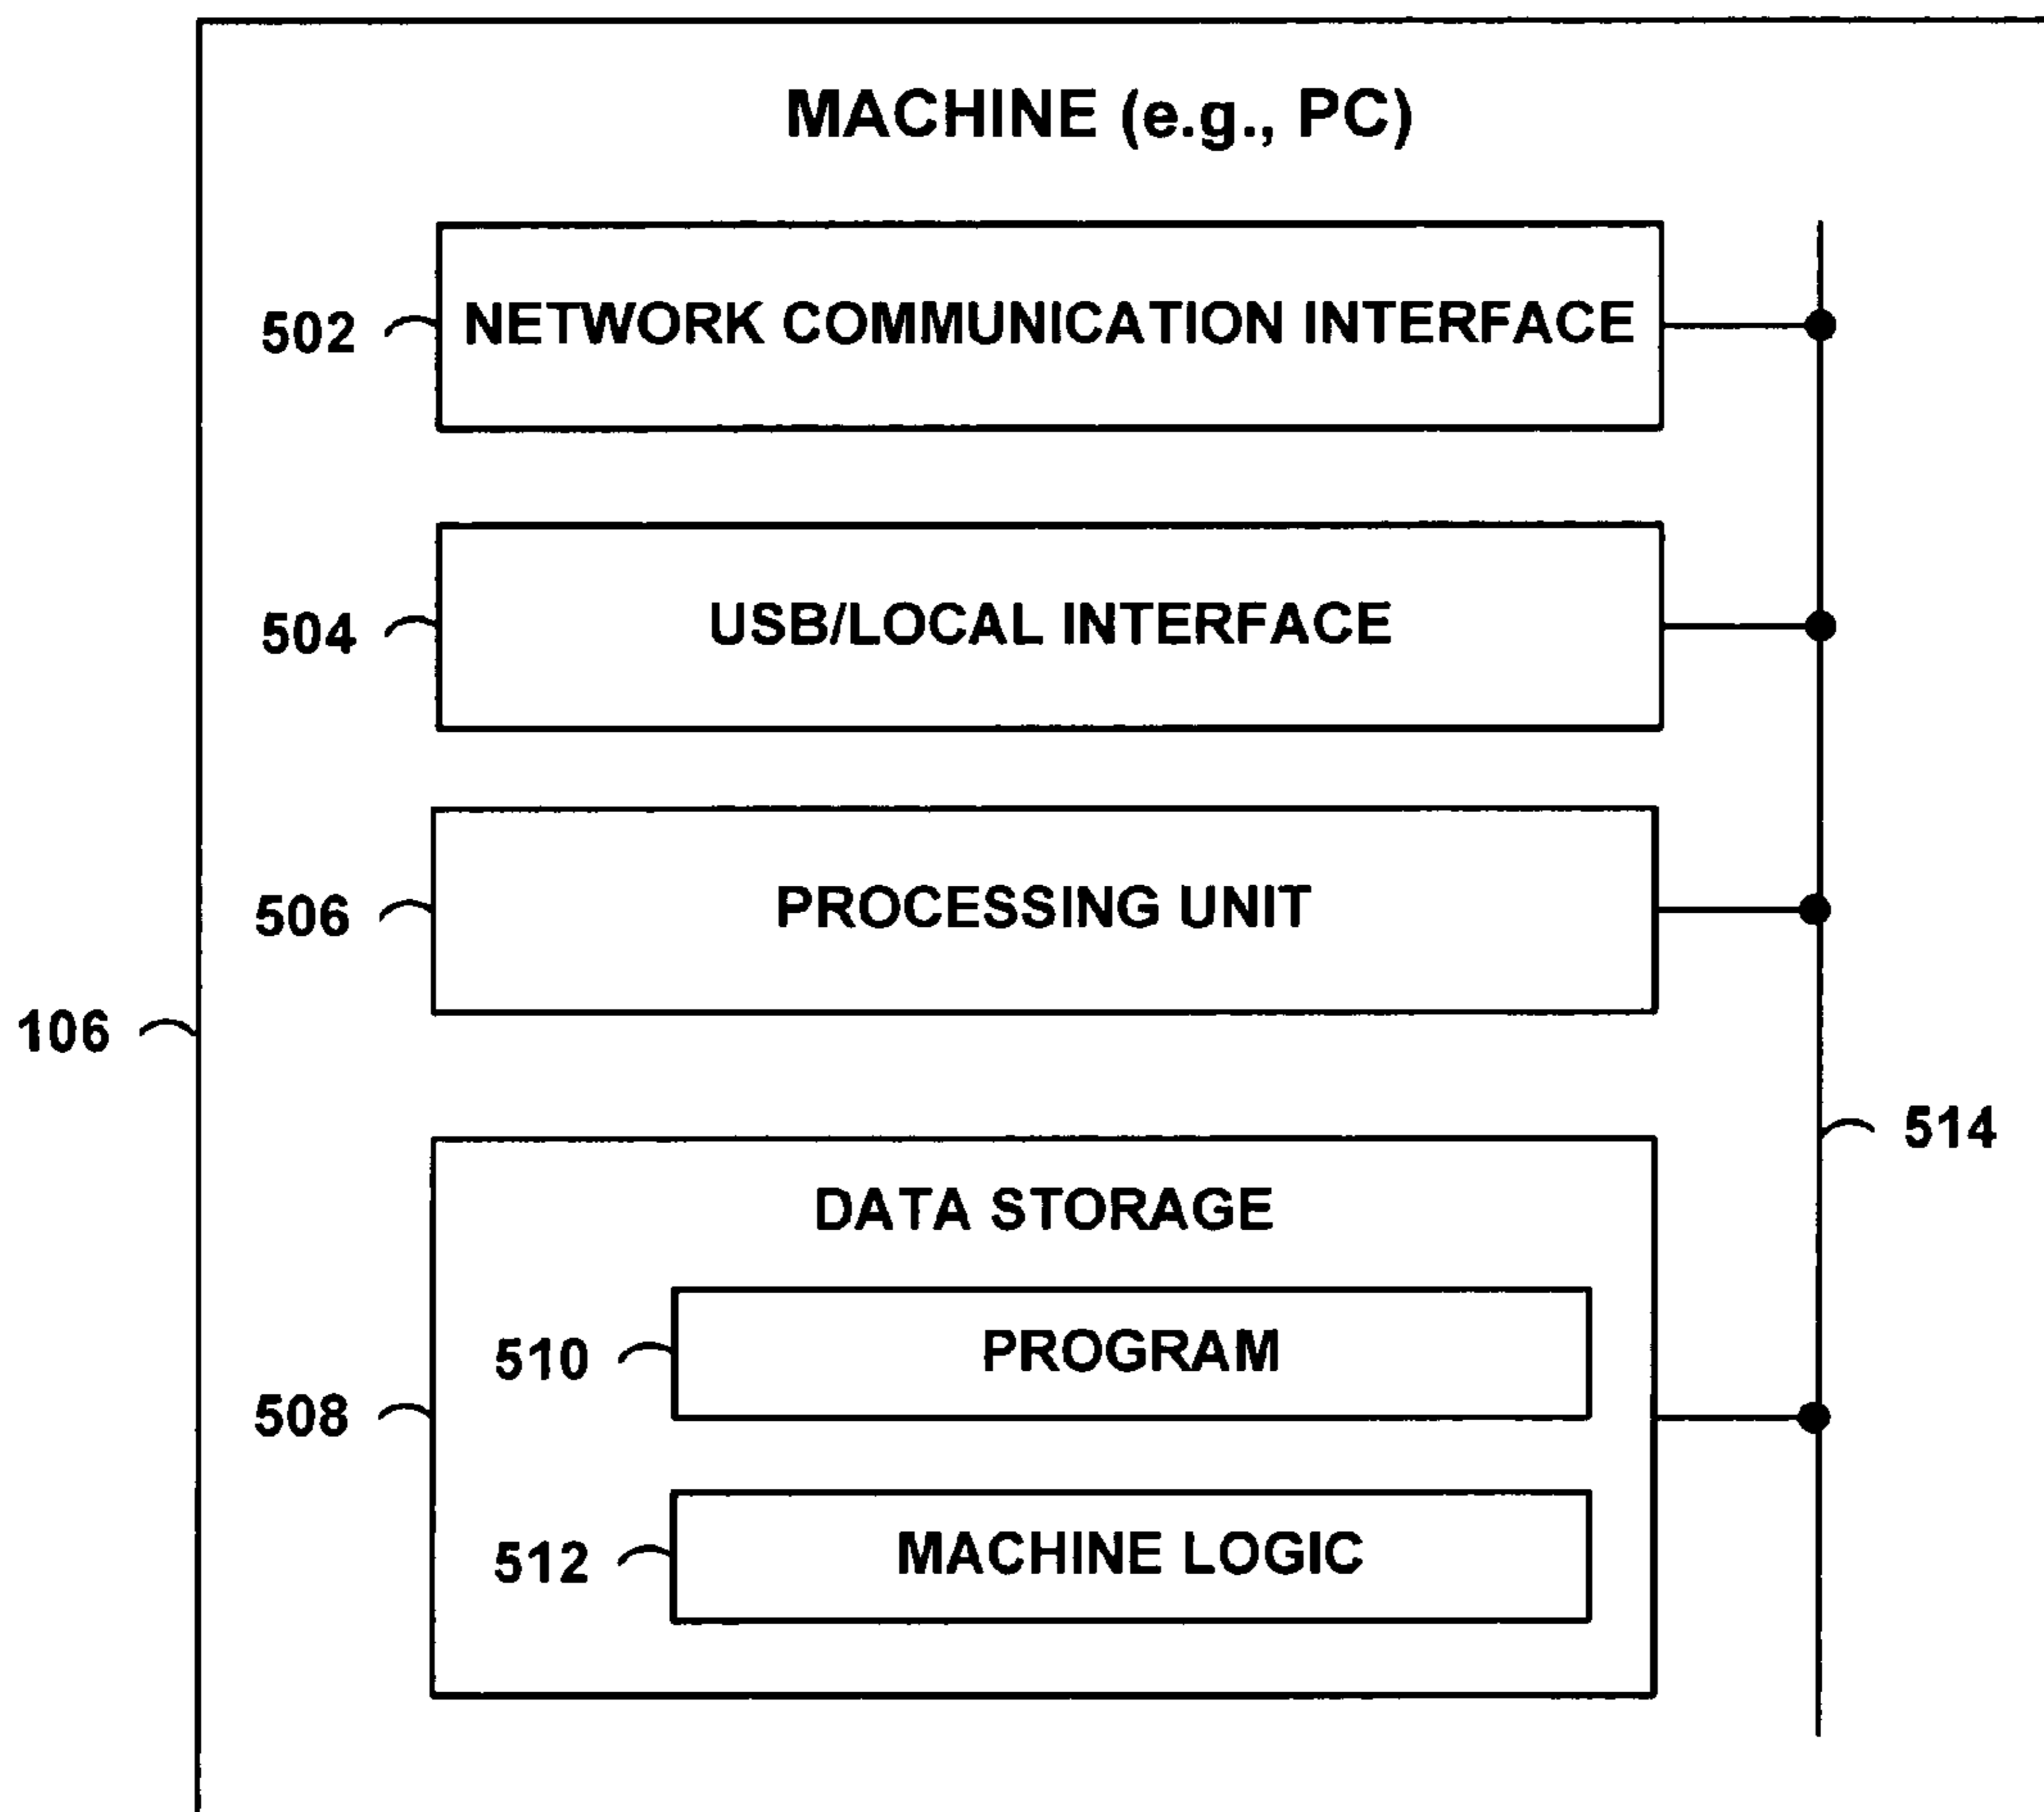 MACHINE (e.g., PC)
502
NETWORK COMMUNICATION INTERFACE
504
USB/LOCAL INTERFACE
506
PROCESSING UNIT
106
514
DATA STORAGE
510
PROGRAM
508
512
MACHINE LOGIC